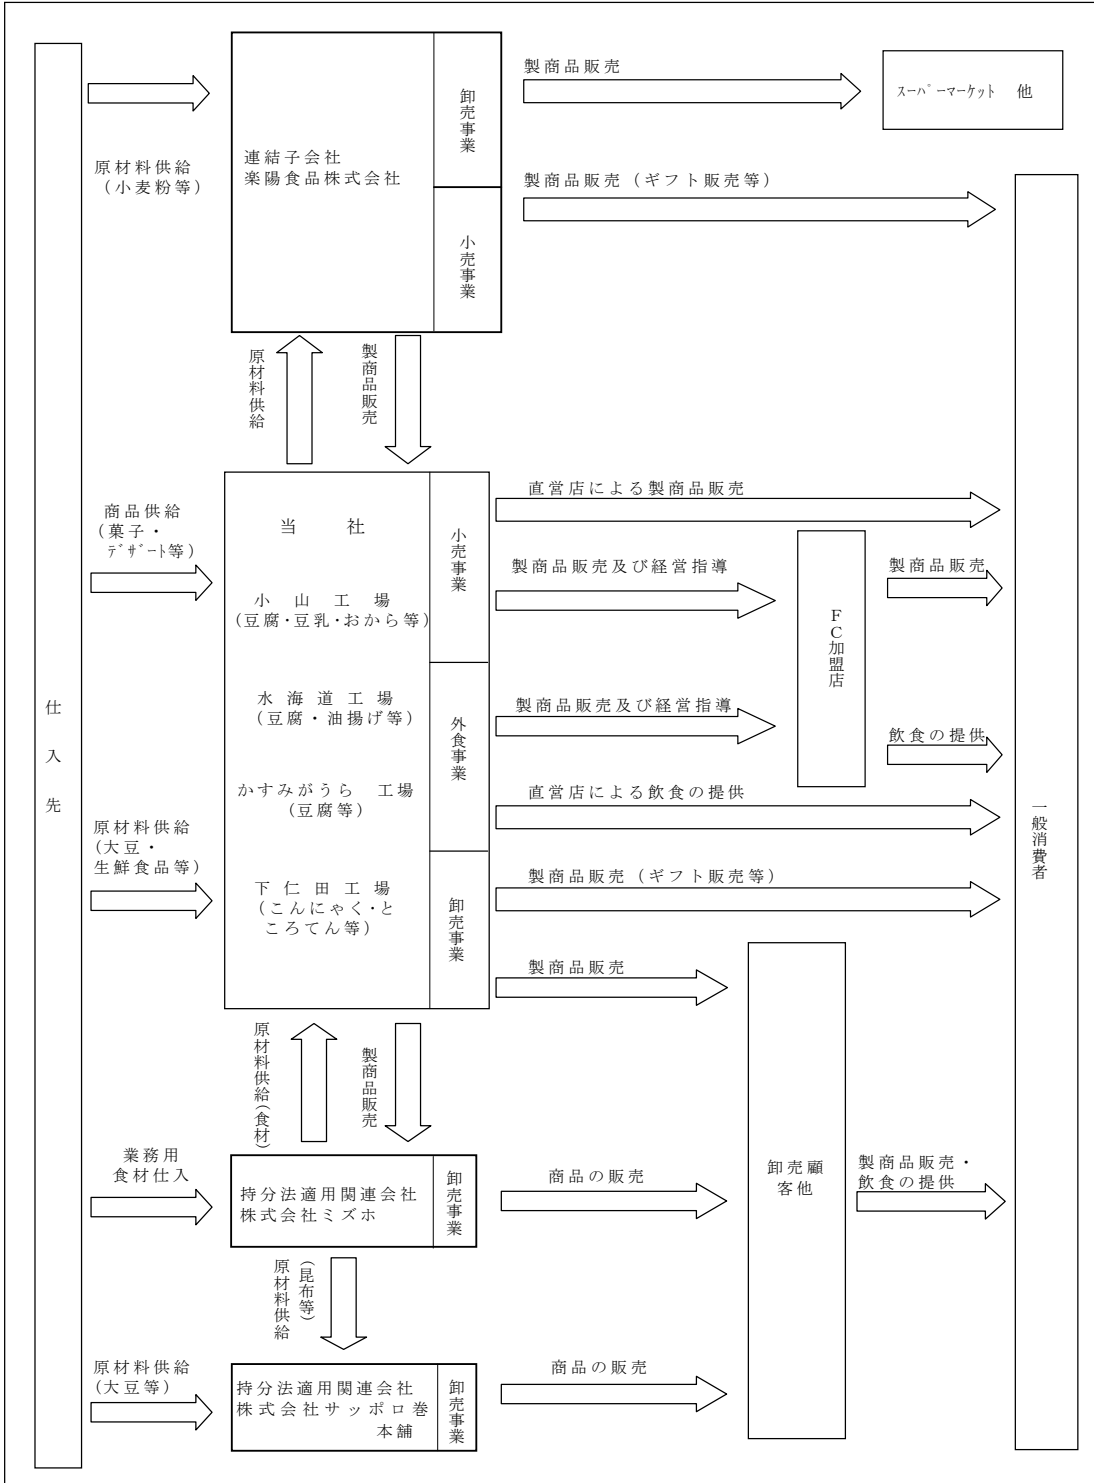 仕入先
原材料供給
(小麦粉等)
連結子会社
楽陽食品株式会社
卸売事業
小売事業
製商品販売
スーパーマーケット 他
製商品販売(ギフト販売等)
原材料供給
製商品販売
商品供給
(菓子・
デザート等)
当 社
小 山 工 場
(豆腐・豆乳・おから等)
水 海 道 工 場
(豆腐・油揚げ等)
かすみがうら 工場
(豆腐等)
下 仁 田 工 場
(こんにゃく・と
ころてん等)
小売事業
外食事業
卸売事業
直営店による製商品販売
製商品販売及び経営指導
FC加盟店
製商品販売
製商品販売及び経営指導
飲食の提供
直営店による飲食の提供
製商品販売(ギフト販売等)
製商品販売
一般消費者
原材料供給
(大豆・
生鮮食品等)
原材料供給(食材)
製商品販売
業務用
食材仕入
持分法適用関連会社
株式会社ミズホ
卸売事業
商品の販売
卸売顧
客他
製商品販売・
飲食の提供
原材料供給
(昆布等)
原材料供給
(大豆等)
持分法適用関連会社
株式会社サッポロ巻
本舗
卸売事業
商品の販売